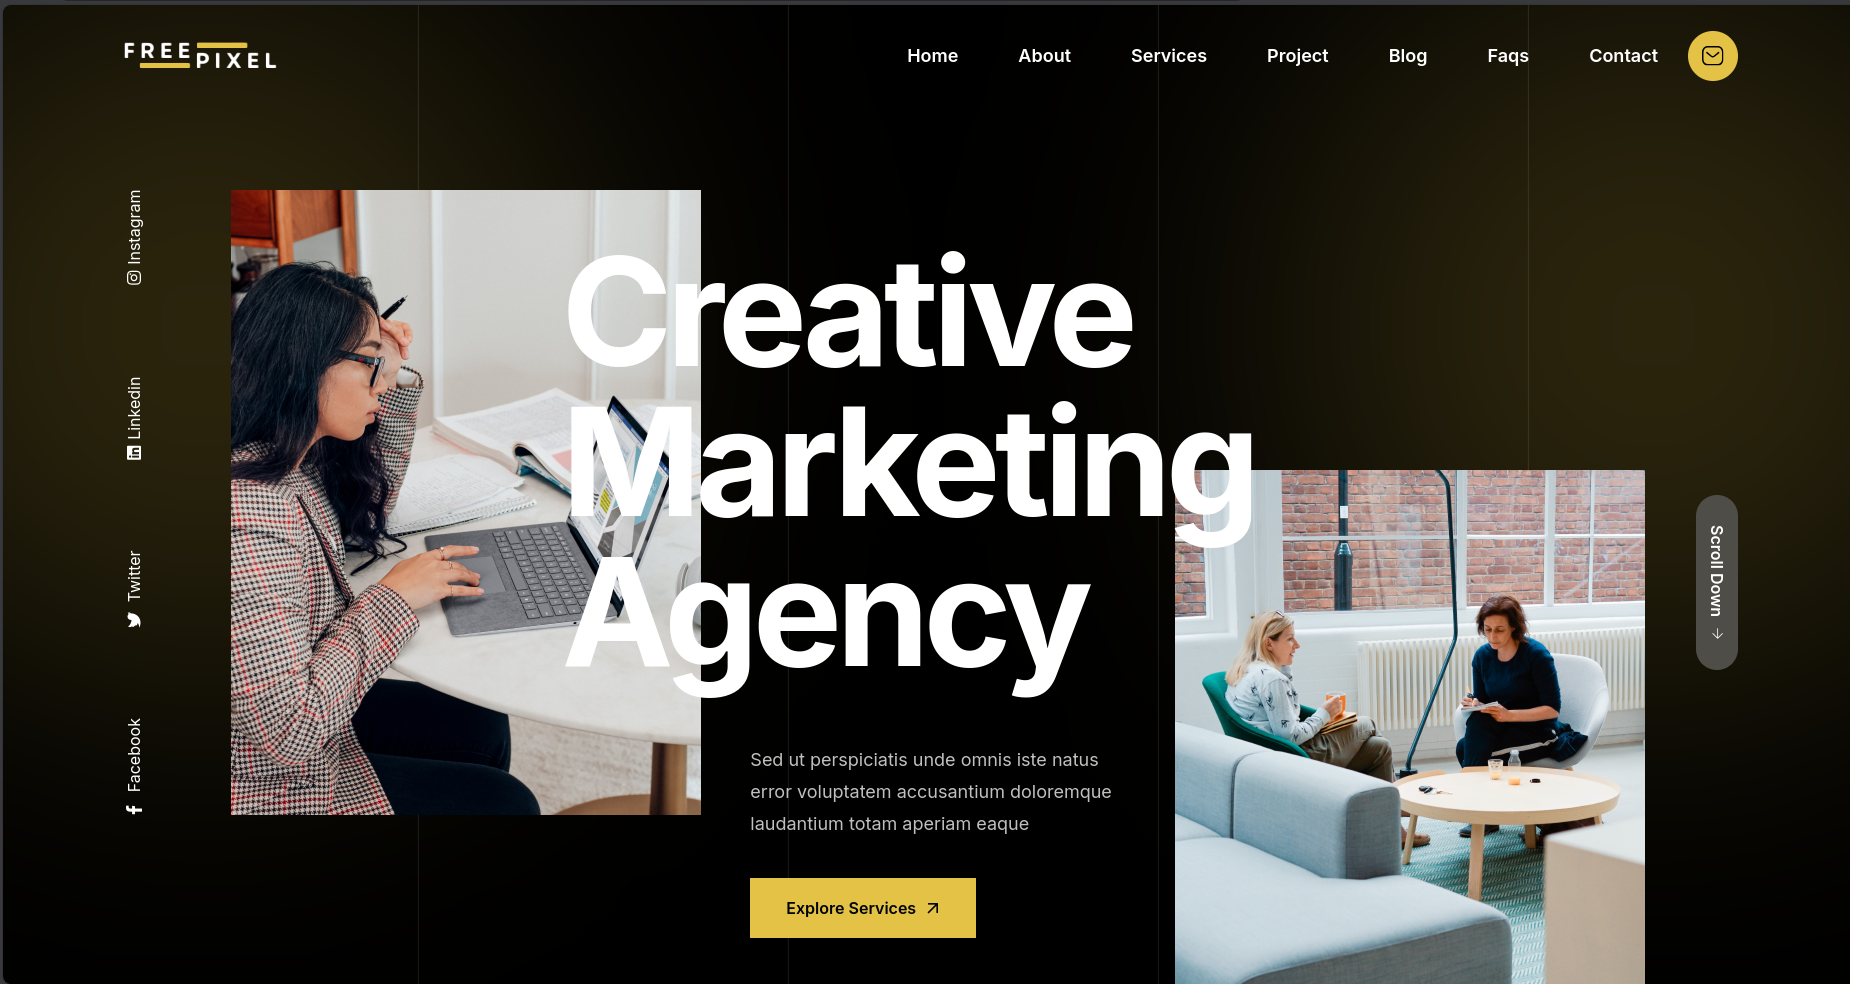 FREE
PIXEL
Home
About
Services
Project
Blog
Faqs
Contact
Instagram
Linkedin
Twitter
Facebook
Creative
Marketing
Agency
Sed ut perspiciatis unde omnis iste natus
error voluptatem accusantium doloremque
laudantium totam aperiam eaque
Explore Services
Scroll Down